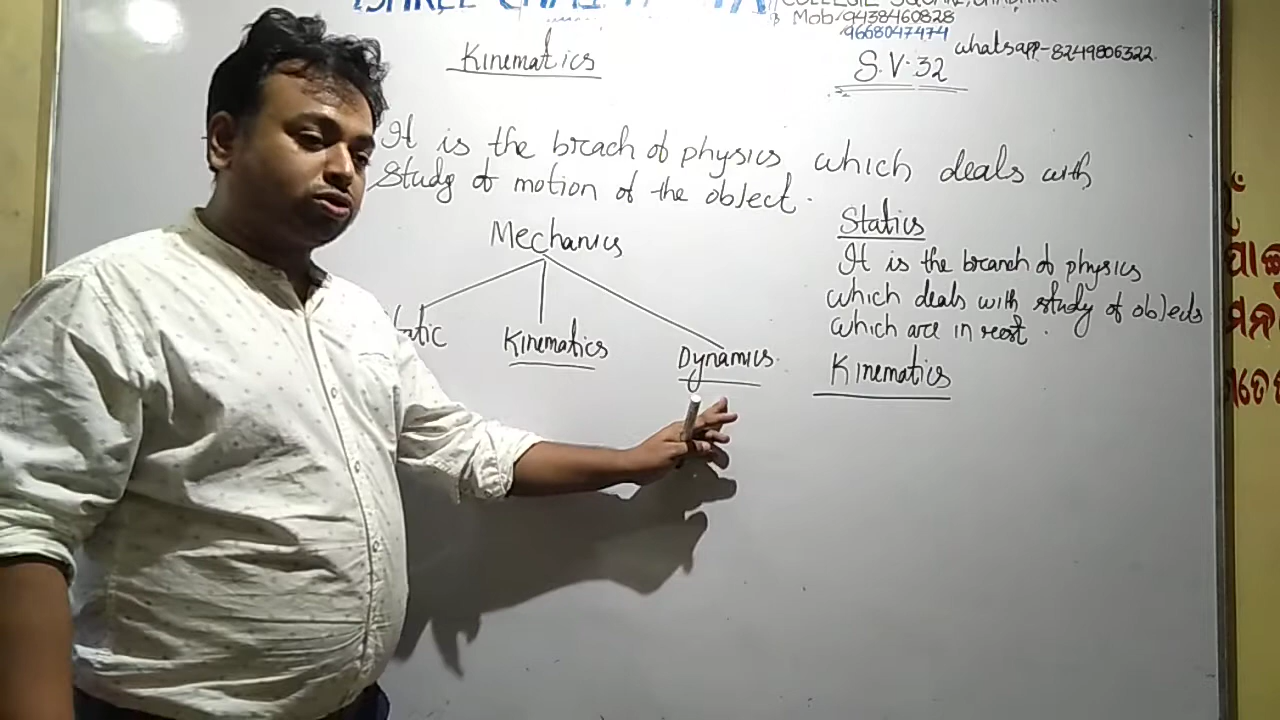 Mob:9438460828
9668047474
whatsapp-8249806322
Kinematics
S.V.32
It is the breach of physics which deals with
Study of motion of the object.
Mechanics
tatic
Kinematics
Dynamics
Statics
It is the branch of physics
which deals with study of objects
which are in rest.
Kinematics